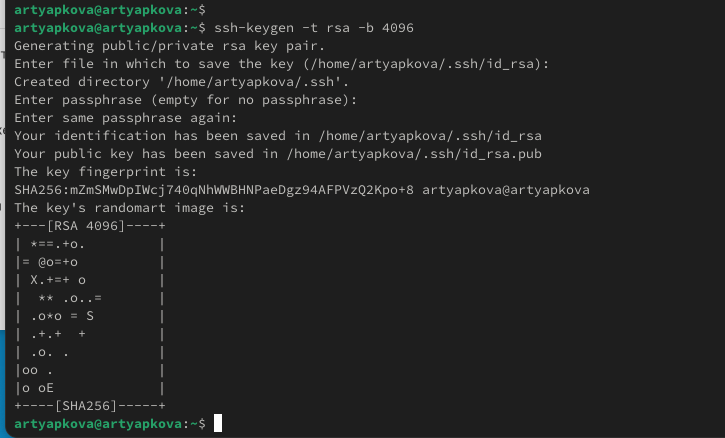 artyapkova@artyapkova:~$
artyapkova@artyapkova:~$ ssh-keygen -t rsa -b 4096
Generating public/private rsa key pair.
Enter file in which to save the key (/home/artyapkova/.ssh/id_rsa):
Created directory '/home/artyapkova/.ssh'.
Enter passphrase (empty for no passphrase):
Enter same passphrase again:
Your identification has been saved in /home/artyapkova/.ssh/id_rsa
Your public key has been saved in /home/artyapkova/.ssh/id_rsa.pub
The key fingerprint is:
SHA256:mZmSMwDpIWcj740qNhWWBHNPaeDgz94AFPVzQ2Kpo+8 artyapkova@artyapkova
The key's randomart image is:
+---[RSA 4096]----+
| *==.+o.         |
|= @o=+o          |
| X.+=+ o         |
|  ** .o..=       |
| .o*o = S        |
| .+.+  +         |
| .o. .           |
|oo .             |
|o oE             |
+----[SHA256]-----+
artyapkova@artyapkova:~$